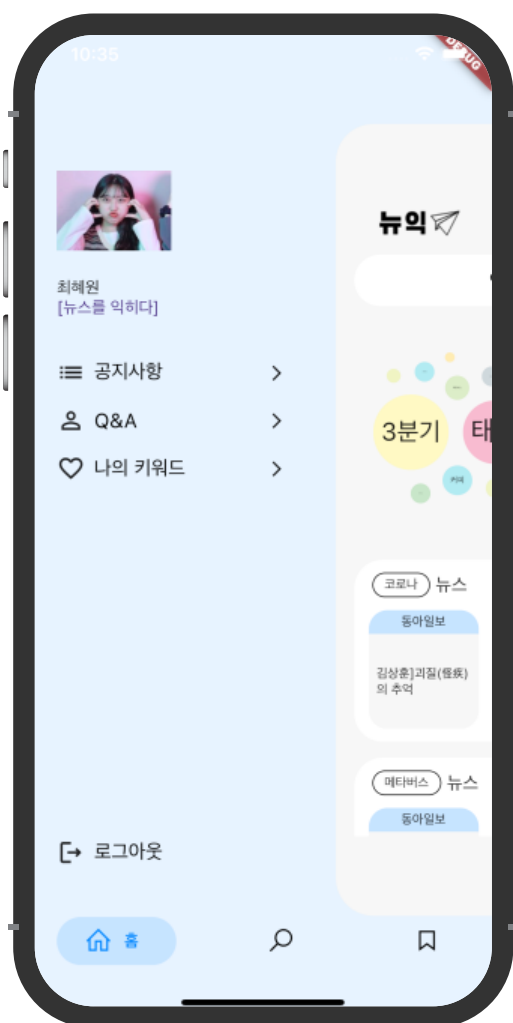 10:35
DEBUG
최혜원
[뉴스를 익히다]
공지사항
Q&A
나의 키워드
로그아웃
뉴익
3분기
태
커피
코로나 뉴스
동아일보
김상훈]괴질(怪疾)
의 추억
메타버스 뉴스
동아일보
홈